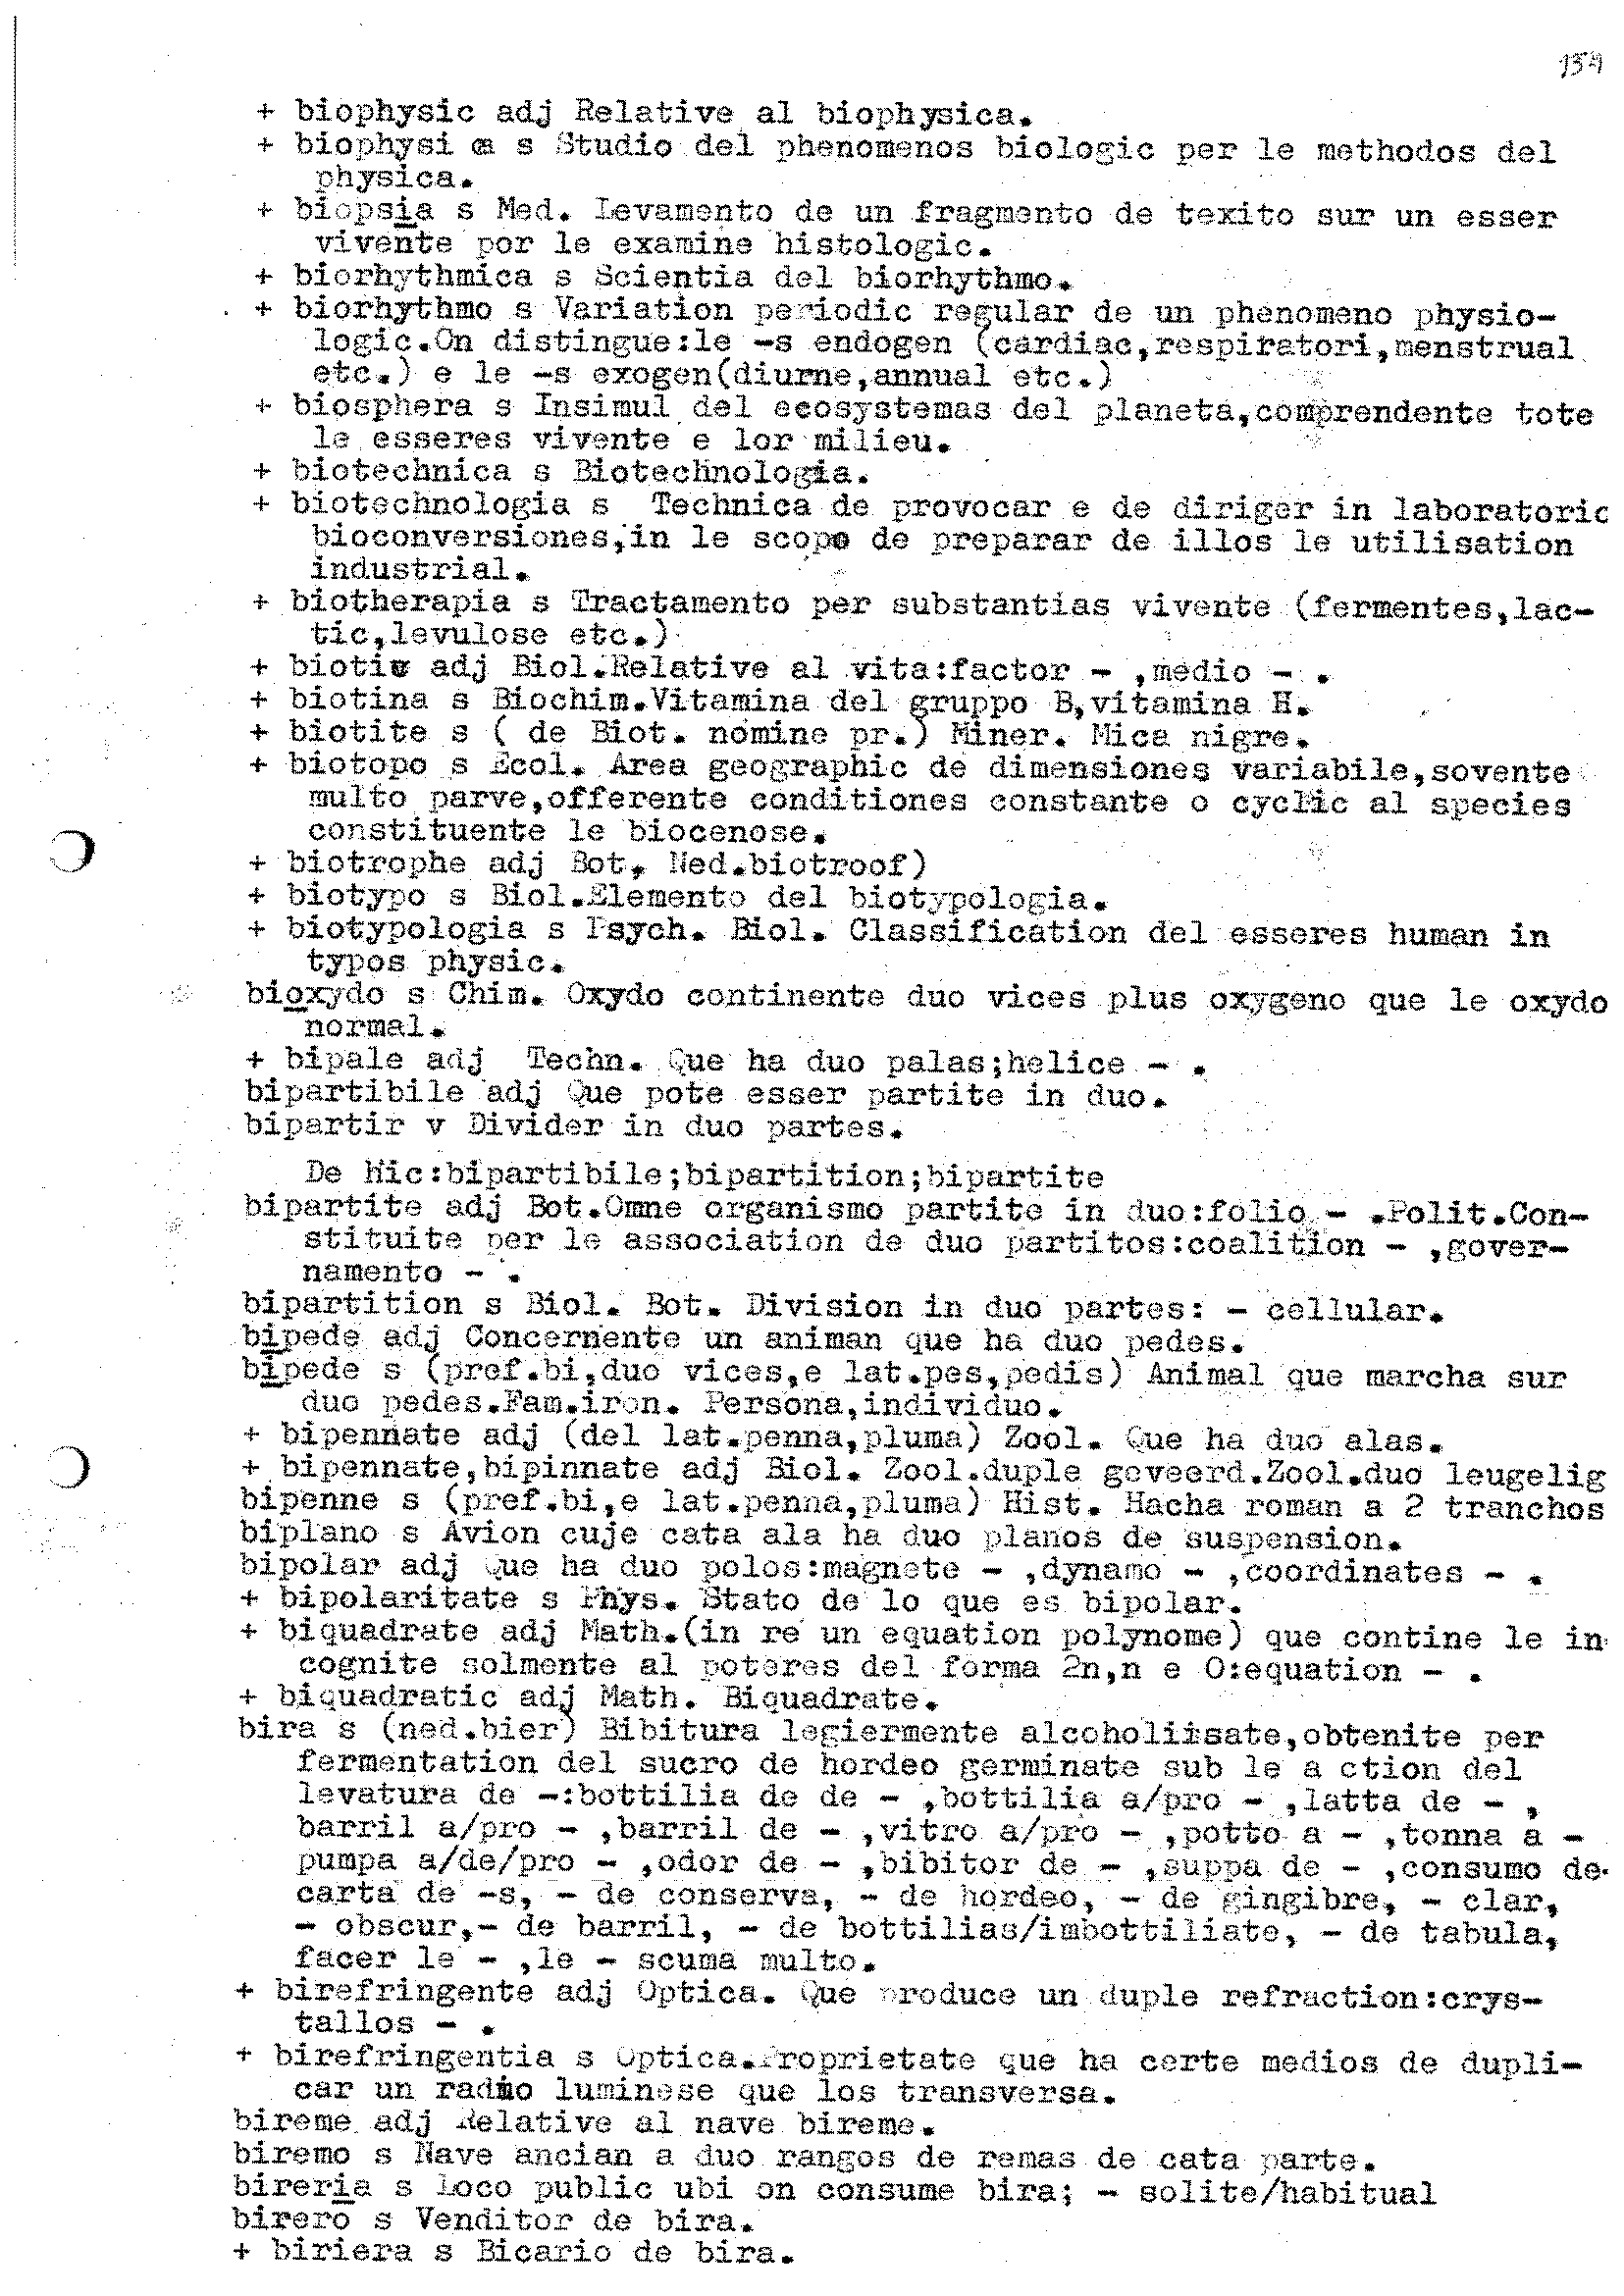 154
+ biophysic adj Relative al biophysica.
+ biophysi ca s Studio del phenomenos biologic per le methodos del
physica.
+ biopsia s Med. Levamento de un fragmento de texito sur un esser
vivente por le examine histologic.
+ biorhythmica s Scientia del biorhythmo.
+ biorhythmo s Variation periodic regular de un phenomeno physio-
logic.On distingue:le -s endogen (cardiac,respiratori,menstrual
etc.) e le -s exogen(diurne,annual etc.)
+ biosphera s Insimul del ecosystemas del planeta,comprendente tote
le esseres vivente e lor milieu.
+ biotechnica s Biotechnologia.
+ biotechnologia s Technica de provocar e de diriger in laboratorio
bioconversiones,in le scopo de preparar de illos le utilisation
industrial.
+ biotherapia s Tractamento per substantias vivente (fermentes,lac-
tic,levulose etc.)
+ biotic adj Biol.Relative al vita:factor - ,medio - .
+ biotina s Biochim.Vitamina del gruppo B,vitamina H.
+ biotite s ( de Biot. nomine pr.) Miner. Mica nigre.
+ biotopo s Ecol. Area geographic de dimensiones variabile,sovente
multo parve,offerente conditiones constante o cyclic al species
constituente le biocenose.
+ biotrophe adj Bot. Ned.biotroof)
+ biotypo s Biol.Elemento del biotypologia.
+ biotypologia s Psych. Biol. Classification del esseres human in
typos physic.
bioxydo s Chim. Oxydo continente duo vices plus oxygeno que le oxydo
normal.
+ bipale adj Techn. Que ha duo palas;helice - .
bipartibile adj Que pote esser partite in duo.
bipartir v Divider in duo partes.
De hic:bipartibile;bipartition;bipartite
bipartite adj Bot.Omne organismo partite in duo:folio - .Polit.Con-
stituite per le association de duo partitos:coalition - ,gover-
namento - .
bipartition s Biol. Bot. Division in duo partes: - cellular.
bipede adj Concernente un animan que ha duo pedes.
bipede s (pref.bi,duo vices,e lat.pes,pedis) Animal que marcha sur
duo pedes.Fam.iron. Persona,individuo.
+ bipennate adj (del lat.penna,pluma) Zool. Que ha duo alas.
+ bipennate,bipinnate adj Biol. Zool.duple geveerd.Zool.duo leugelig
bipenne s (pref.bi,e lat.penna,pluma) Hist. Hacha roman a 2 tranchos
biplano s Avion cuje cata ala ha duo planos de suspension.
bipolar adj Que ha duo polos:magnete - ,dynamo - ,coordinates - .
+ bipolaritate s Phys. Stato de lo que es bipolar.
+ biquadrate adj Math.(in re un equation polynome) que contine le in
cognite solmente al poteres del forma 2n,n e O:equation - .
+ biquadratic adj Math. Biquadrate.
bira s (ned.bier) Bibitura legiermente alcoholiisate,obtenite per
fermentation del sucro de hordeo germinate sub le a ction del
levatura de -:bottilia de de - ,bottilia a/pro - ,latta de - ,
barril a/pro - ,barril de - ,vitro a/pro - ,potto a - ,tonna a -
pumpa a/de/pro - ,odor de - ,bibitor de - ,suppa de - ,consumo de-
carta de -s, - de conserva, - de hordeo, - de gingibre, - clar,
- obscur,- de barril, - de bottilias/imbottiliate, - de tabula,
facer le - ,le - scuma multo.
+ birefringente adj Optica. Que produce un duple refraction:crys-
tallos - .
+ birefringentia s Optica.Proprietate que ha certe medios de dupli-
car un radio luminese que los transversa.
bireme adj Relative al nave bireme.
biremo s Nave ancian a duo rangos de remas de cata parte.
bireria s Loco public ubi on consume bira; - solite/habitual
birero s Venditor de bira.
+ biriera s Bicario de bira.